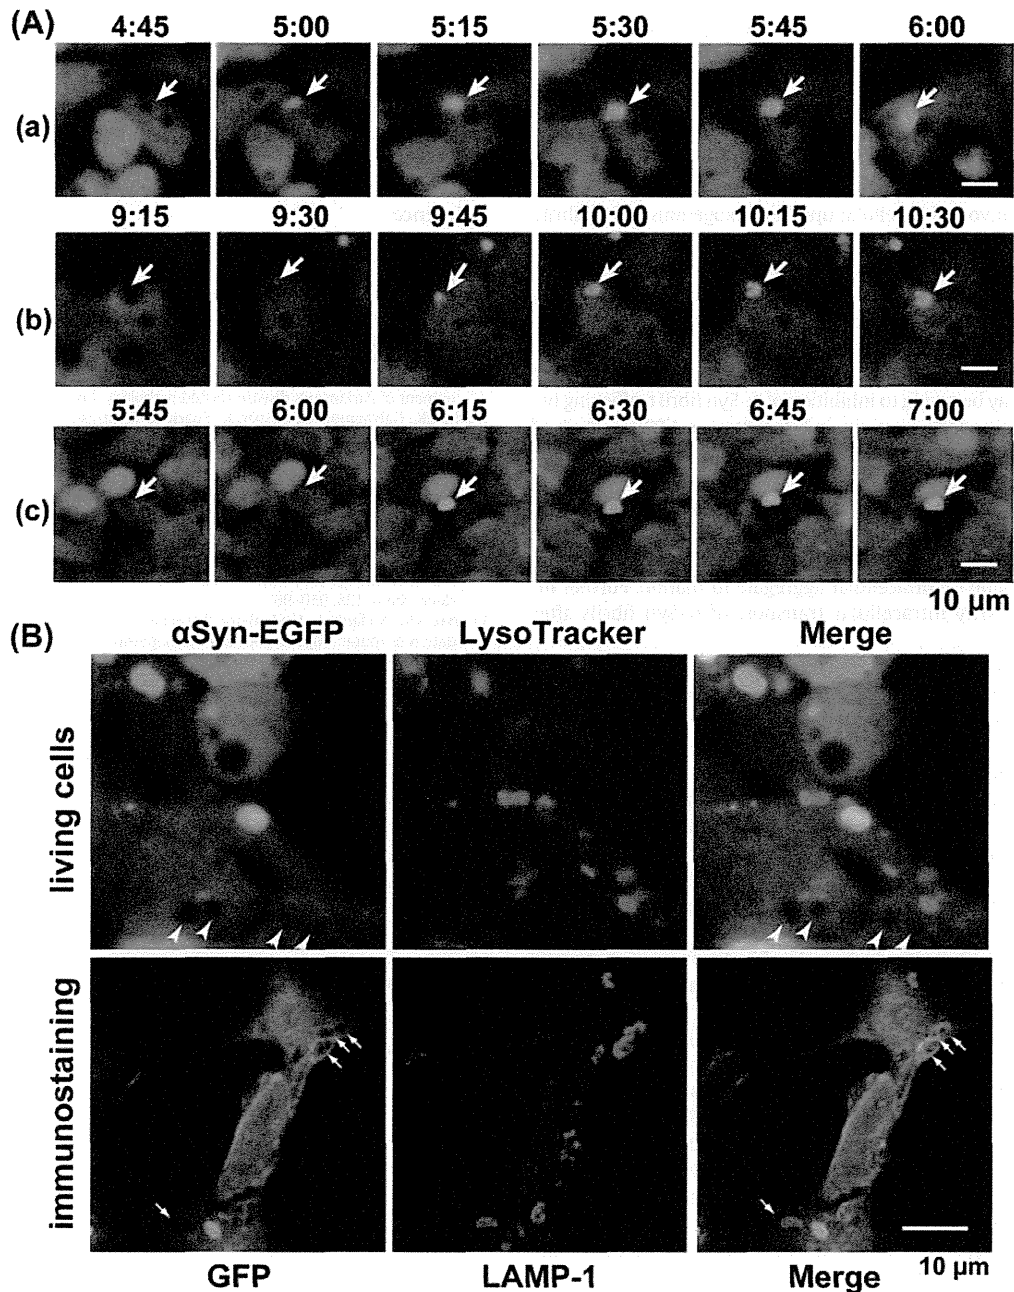 (A)
4:45 5:00 5:15 5:30 5:45 6:00
(a)
9:15 9:30 9:45 10:00 10:15 10:30
(b)
5:45 6:00 6:15 6:30 6:45 7:00
(c)
10 μm
(B)
αSyn-EGFP LysoTracker Merge
living cells
immunostaining
GFP LAMP-1 Merge
10 μm